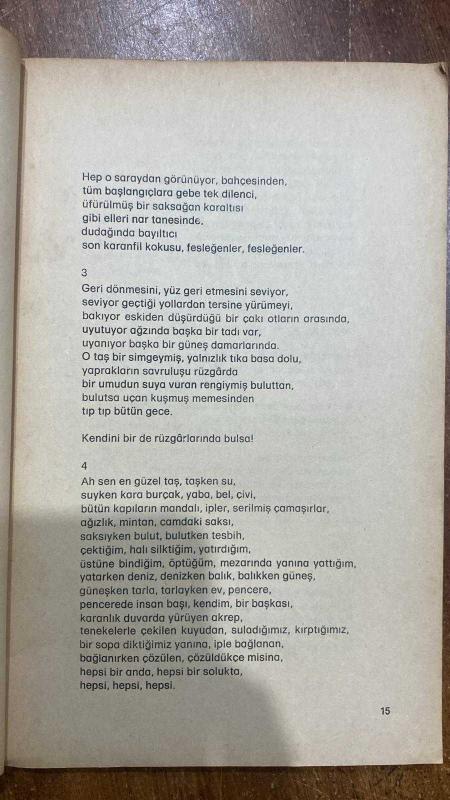 Hep o saraydan görünüyor, bahçesinden,
tüm başlangıçlara gebe tek dilenci,
üfürülmüş bir saksağan karaltısı
gibi elleri nar tanesinde,
dudağında bayıltıcı
son karanfil kokusu, fesleğenler, fesleğenler.
3
Geri dönmesini, yüz geri etmesini seviyor,
seviyor geçtiği yollardan tersine yürümeyi,
bakıyor eskiden düşürdüğü bir çakı otların arasında,
uyutuyor ağzında başka bir tadı var,
uyanıyor başka bir güneş damarlarında.
O taş bir simgeymiş, yalnızlık tıka basa dolu,
yaprakların savruluşu rüzgârda
bir umudun suya vuran rengiymiş buluttan,
bulutsa uçan kuşmuş memesinden
tıp tıp bütün gece.
Kendini bir de rüzgârlarında bulsa!
4
Ah sen en güzel taş, taşken su,
suyken kara burçak, yaba, bel, çivi,
bütün kapıların mandalı, ipler, serilmiş çamaşırlar,
ağızlık, mintan, camdaki saksı,
saksıyken bulut, bulutken tesbih,
çektiğim, halı silktiğim, yatırdığım,
üstüne bindiğim, öptüğüm, mezarında yanına yattığım,
yatarken deniz, denizken balık, balıkken güneş,
güneşken tarla, tarlayken ev, pencere,
pencerede insan başı, kendim, bir başkası,
karanlık duvarda yürüyen akrep,
tenekelerle çekilen kuyudan, suladığımız, kırptığımız,
bir sopa diktiğimiz yanına, iple bağlanan,
bağlanırken çözülen, çözüldükçe misina,
hepsi bir anda, hepsi bir solukta,
hepsi, hepsi, hepsi.
15